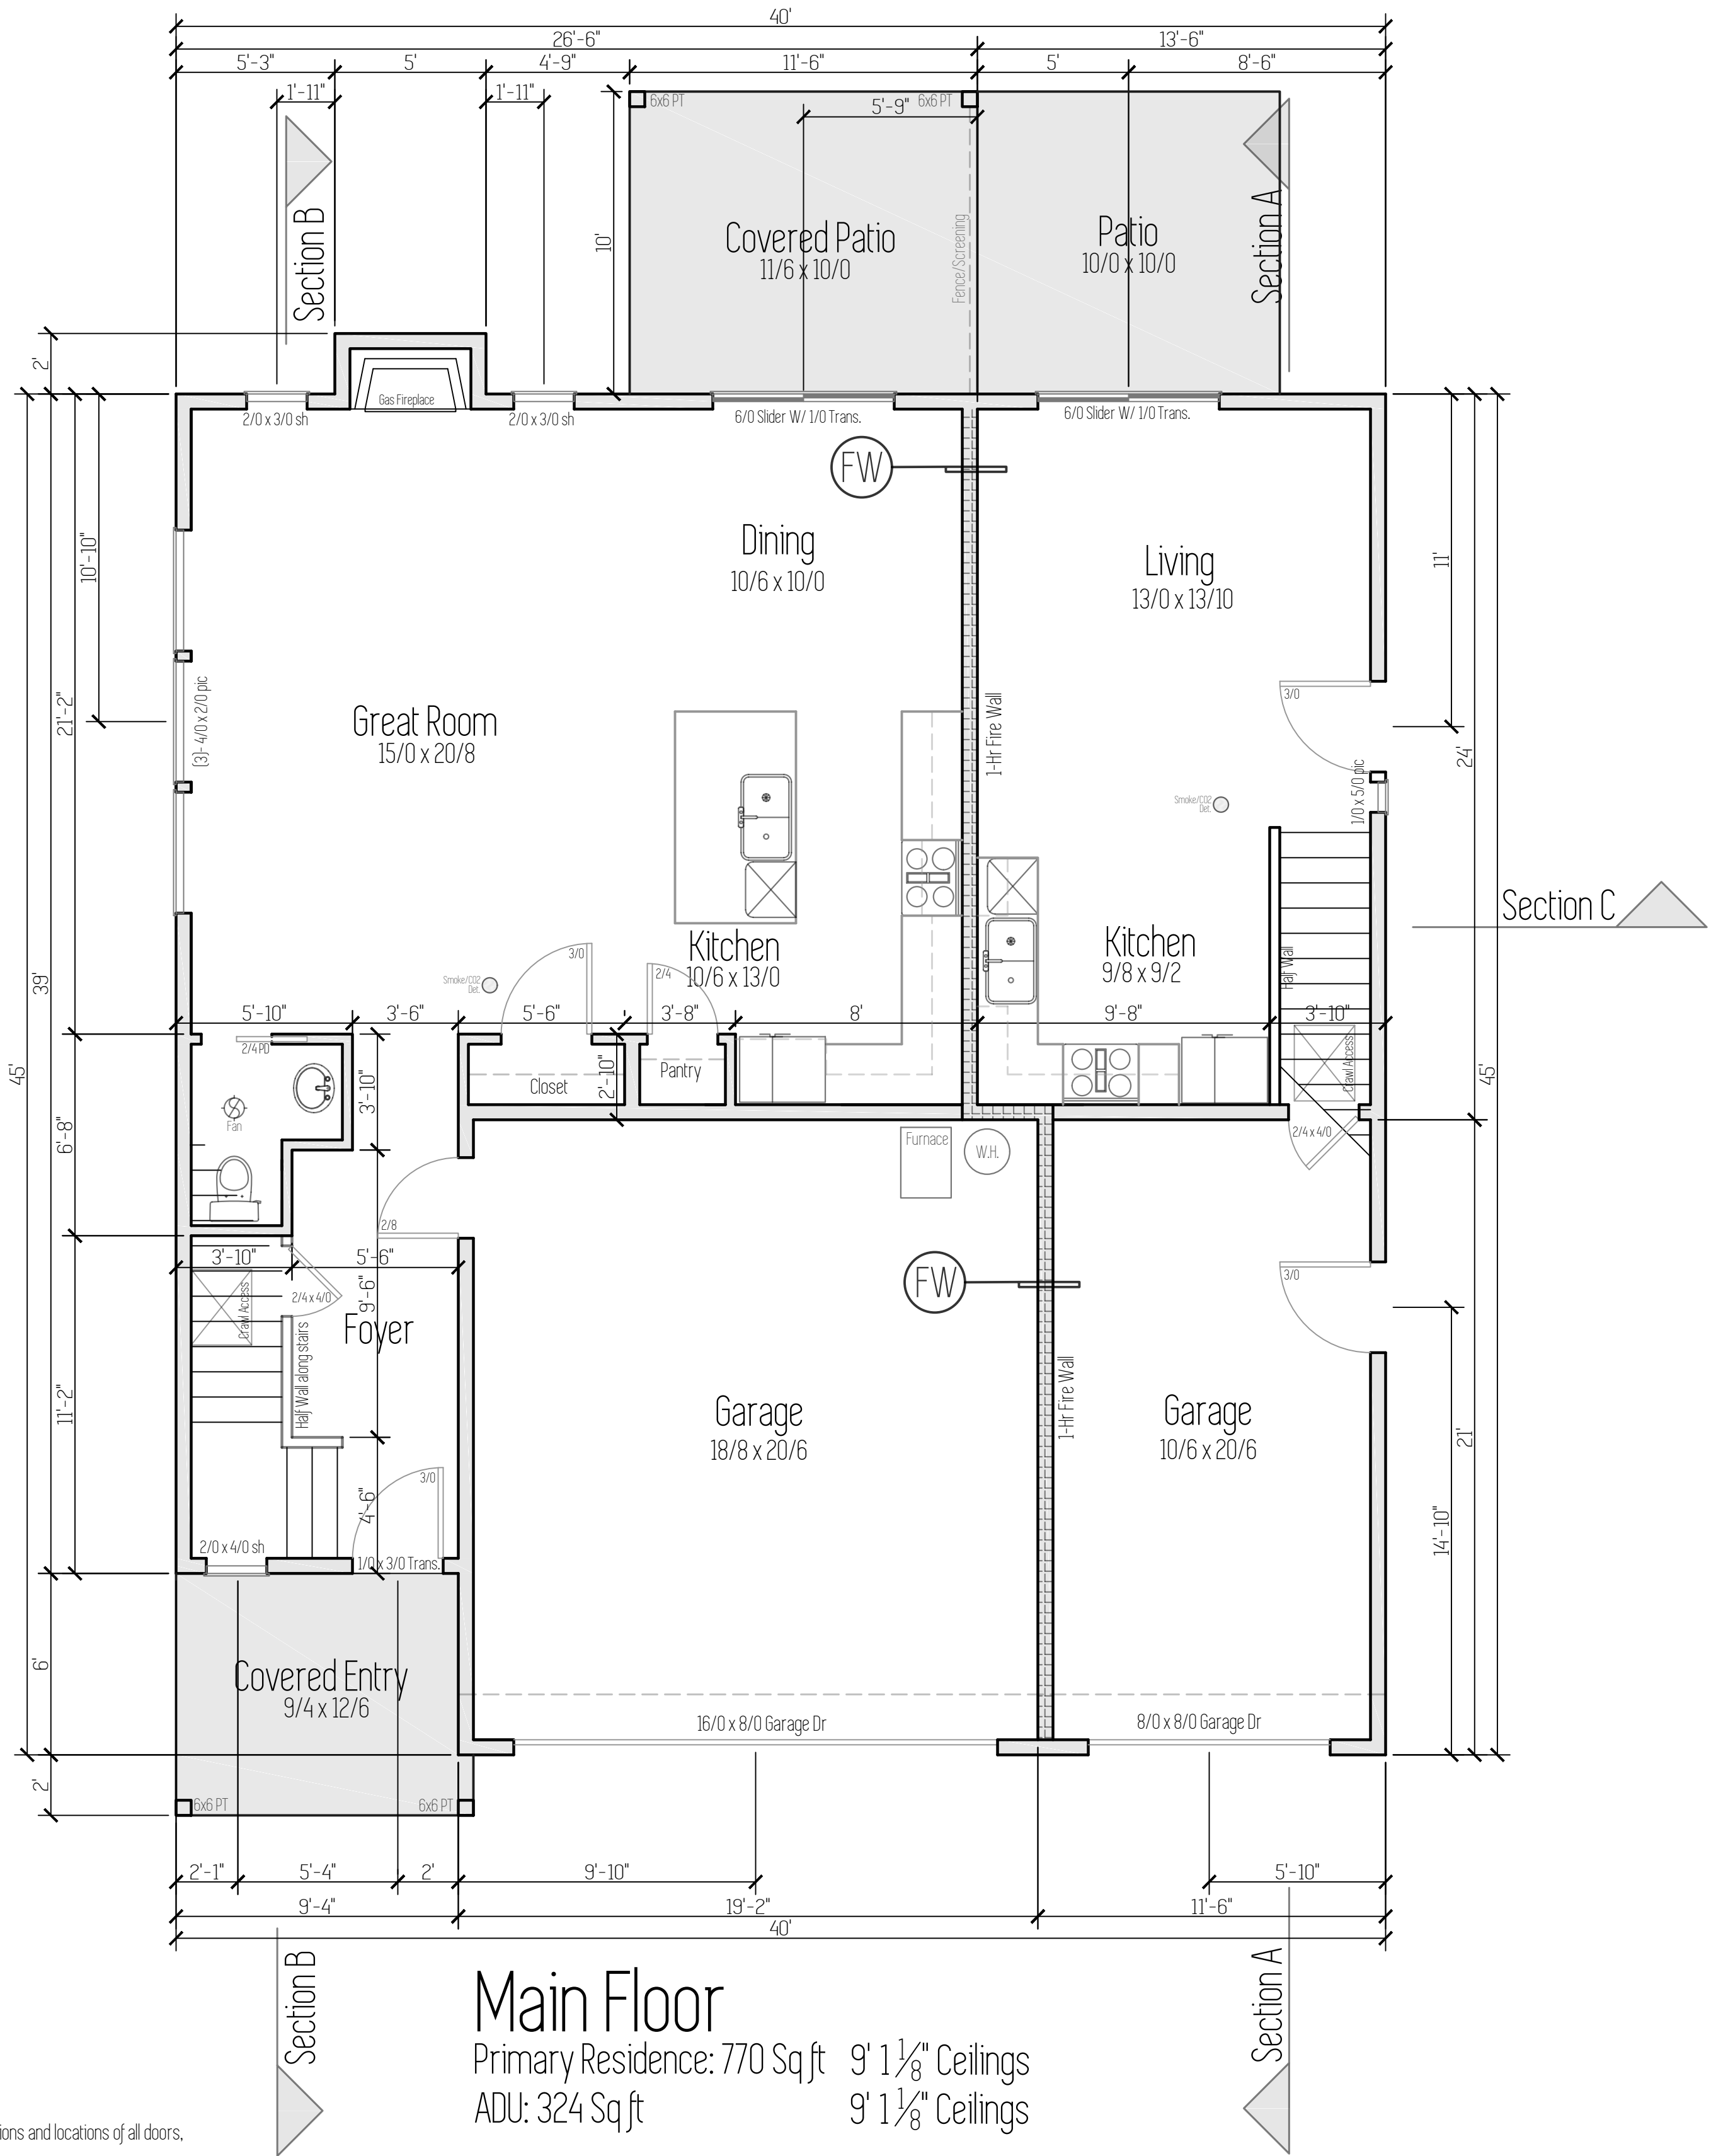 40'
26'-6"
13'-6"
5'-3"
5'
4'-9"
11'-6"
5'
8'-6"
1'-11"
1'-11"
6x6 PT
5'-9"
6x6 PT
Section B
10'
Covered Patio
11/6 x 10/0
Fence/Screening
Patio
10/0 x 10/0
Section A
2'
Gas Fireplace
2/0 x 3/0 sh
2/0 x 3/0 sh
6/0 Slider W/ 1/0 Trans.
6/0 Slider W/ 1/0 Trans.
FW
Dining
10/6 x 10/0
Living
13/0 x 13/10
10'-10"
11'
21'-2"
(3)- 4/0 x 2/0 pic
Great Room
15/0 x 20/8
1-Hr Fire Wall
3/0
24'
1/0 x 5/0 pic
Smoke/CO2
Det.
Section C
Kitchen
10/6 x 13/0
Kitchen
9/8 x 9/2
Half Wall
3/0
2/4
Smoke/CO2
Det.
39'
45'
5'-10"
3'-6"
5'-6"
3'-8"
8'
9'-8"
3'-10"
2/4 PD
Closet
2'-10"
Pantry
Crawl Access
45'
3'-10"
Fan
6'-8"
Furnace
W.H.
2/4 x 4/0
2/8
3'-10"
5'-6"
9'-6"
Crawl Access
2/4 x 4/0
Foyer
FW
3/0
Half Wall along stairs
11'-2"
Garage
18/8 x 20/6
1-Hr Fire Wall
Garage
10/6 x 20/6
21'
14'-10"
3/0
4'-6"
2/0 x 4/0 sh
1/0 x 3/0 Trans.
6'
Covered Entry
9/4 x 12/6
16/0 x 8/0 Garage Dr
8/0 x 8/0 Garage Dr
2'
6x6 PT
6x6 PT
2'-1"
5'-4"
2'
9'-10"
5'-10"
9'-4"
19'-2"
11'-6"
40'
Section B
Section A
Main Floor
Primary Residence: 770 Sq ft 9' 1 1/8" Ceilings
ADU: 324 Sq ft 9' 1 1/8" Ceilings
ions and locations of all doors,